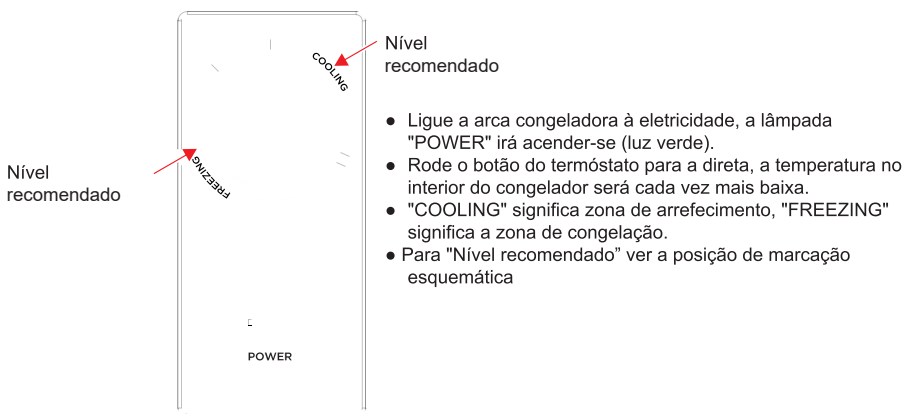 Nível
recomendado
COOLING
Nível
recomendado
FREEZING
POWER
● Ligue a arca congeladora à eletricidade, a lâmpada
"POWER" irá acender-se (luz verde).
● Rode o botão do termóstato para a direta, a temperatura no
interior do congelador será cada vez mais baixa.
● "COOLING" significa zona de arrefecimento, "FREEZING"
significa a zona de congelação.
● Para "Nível recomendado” ver a posição de marcação
esquemática